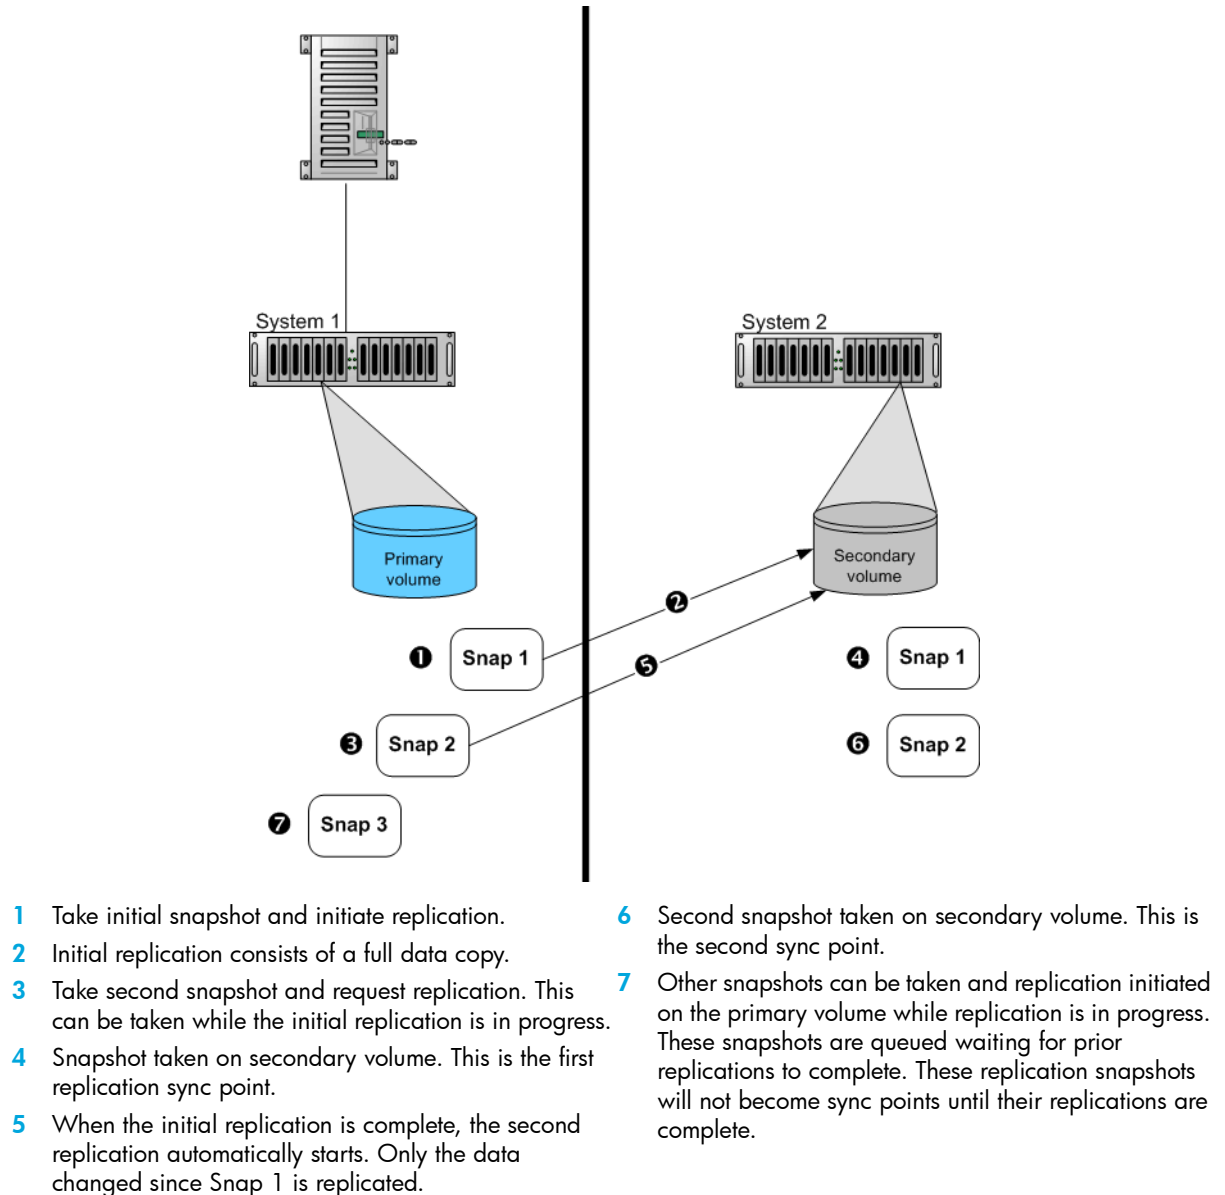 System 1
System 2
Primary
volume
Secondary
volume
2
1
Snap 1
5
4
Snap 1
3
Snap 2
6
Snap 2
7
Snap 3
1 Take initial snapshot and initiate replication.
2 Initial replication consists of a full data copy.
3 Take second snapshot and request replication. This
can be taken while the initial replication is in progress.
4 Snapshot taken on secondary volume. This is the first
replication sync point.
5 When the initial replication is complete, the second
replication automatically starts. Only the data
changed since Snap 1 is replicated.
6 Second snapshot taken on secondary volume. This is
the second sync point.
7 Other snapshots can be taken and replication initiated
on the primary volume while replication is in progress.
These snapshots are queued waiting for prior
replications to complete. These replication snapshots
will not become sync points until their replications are
complete.